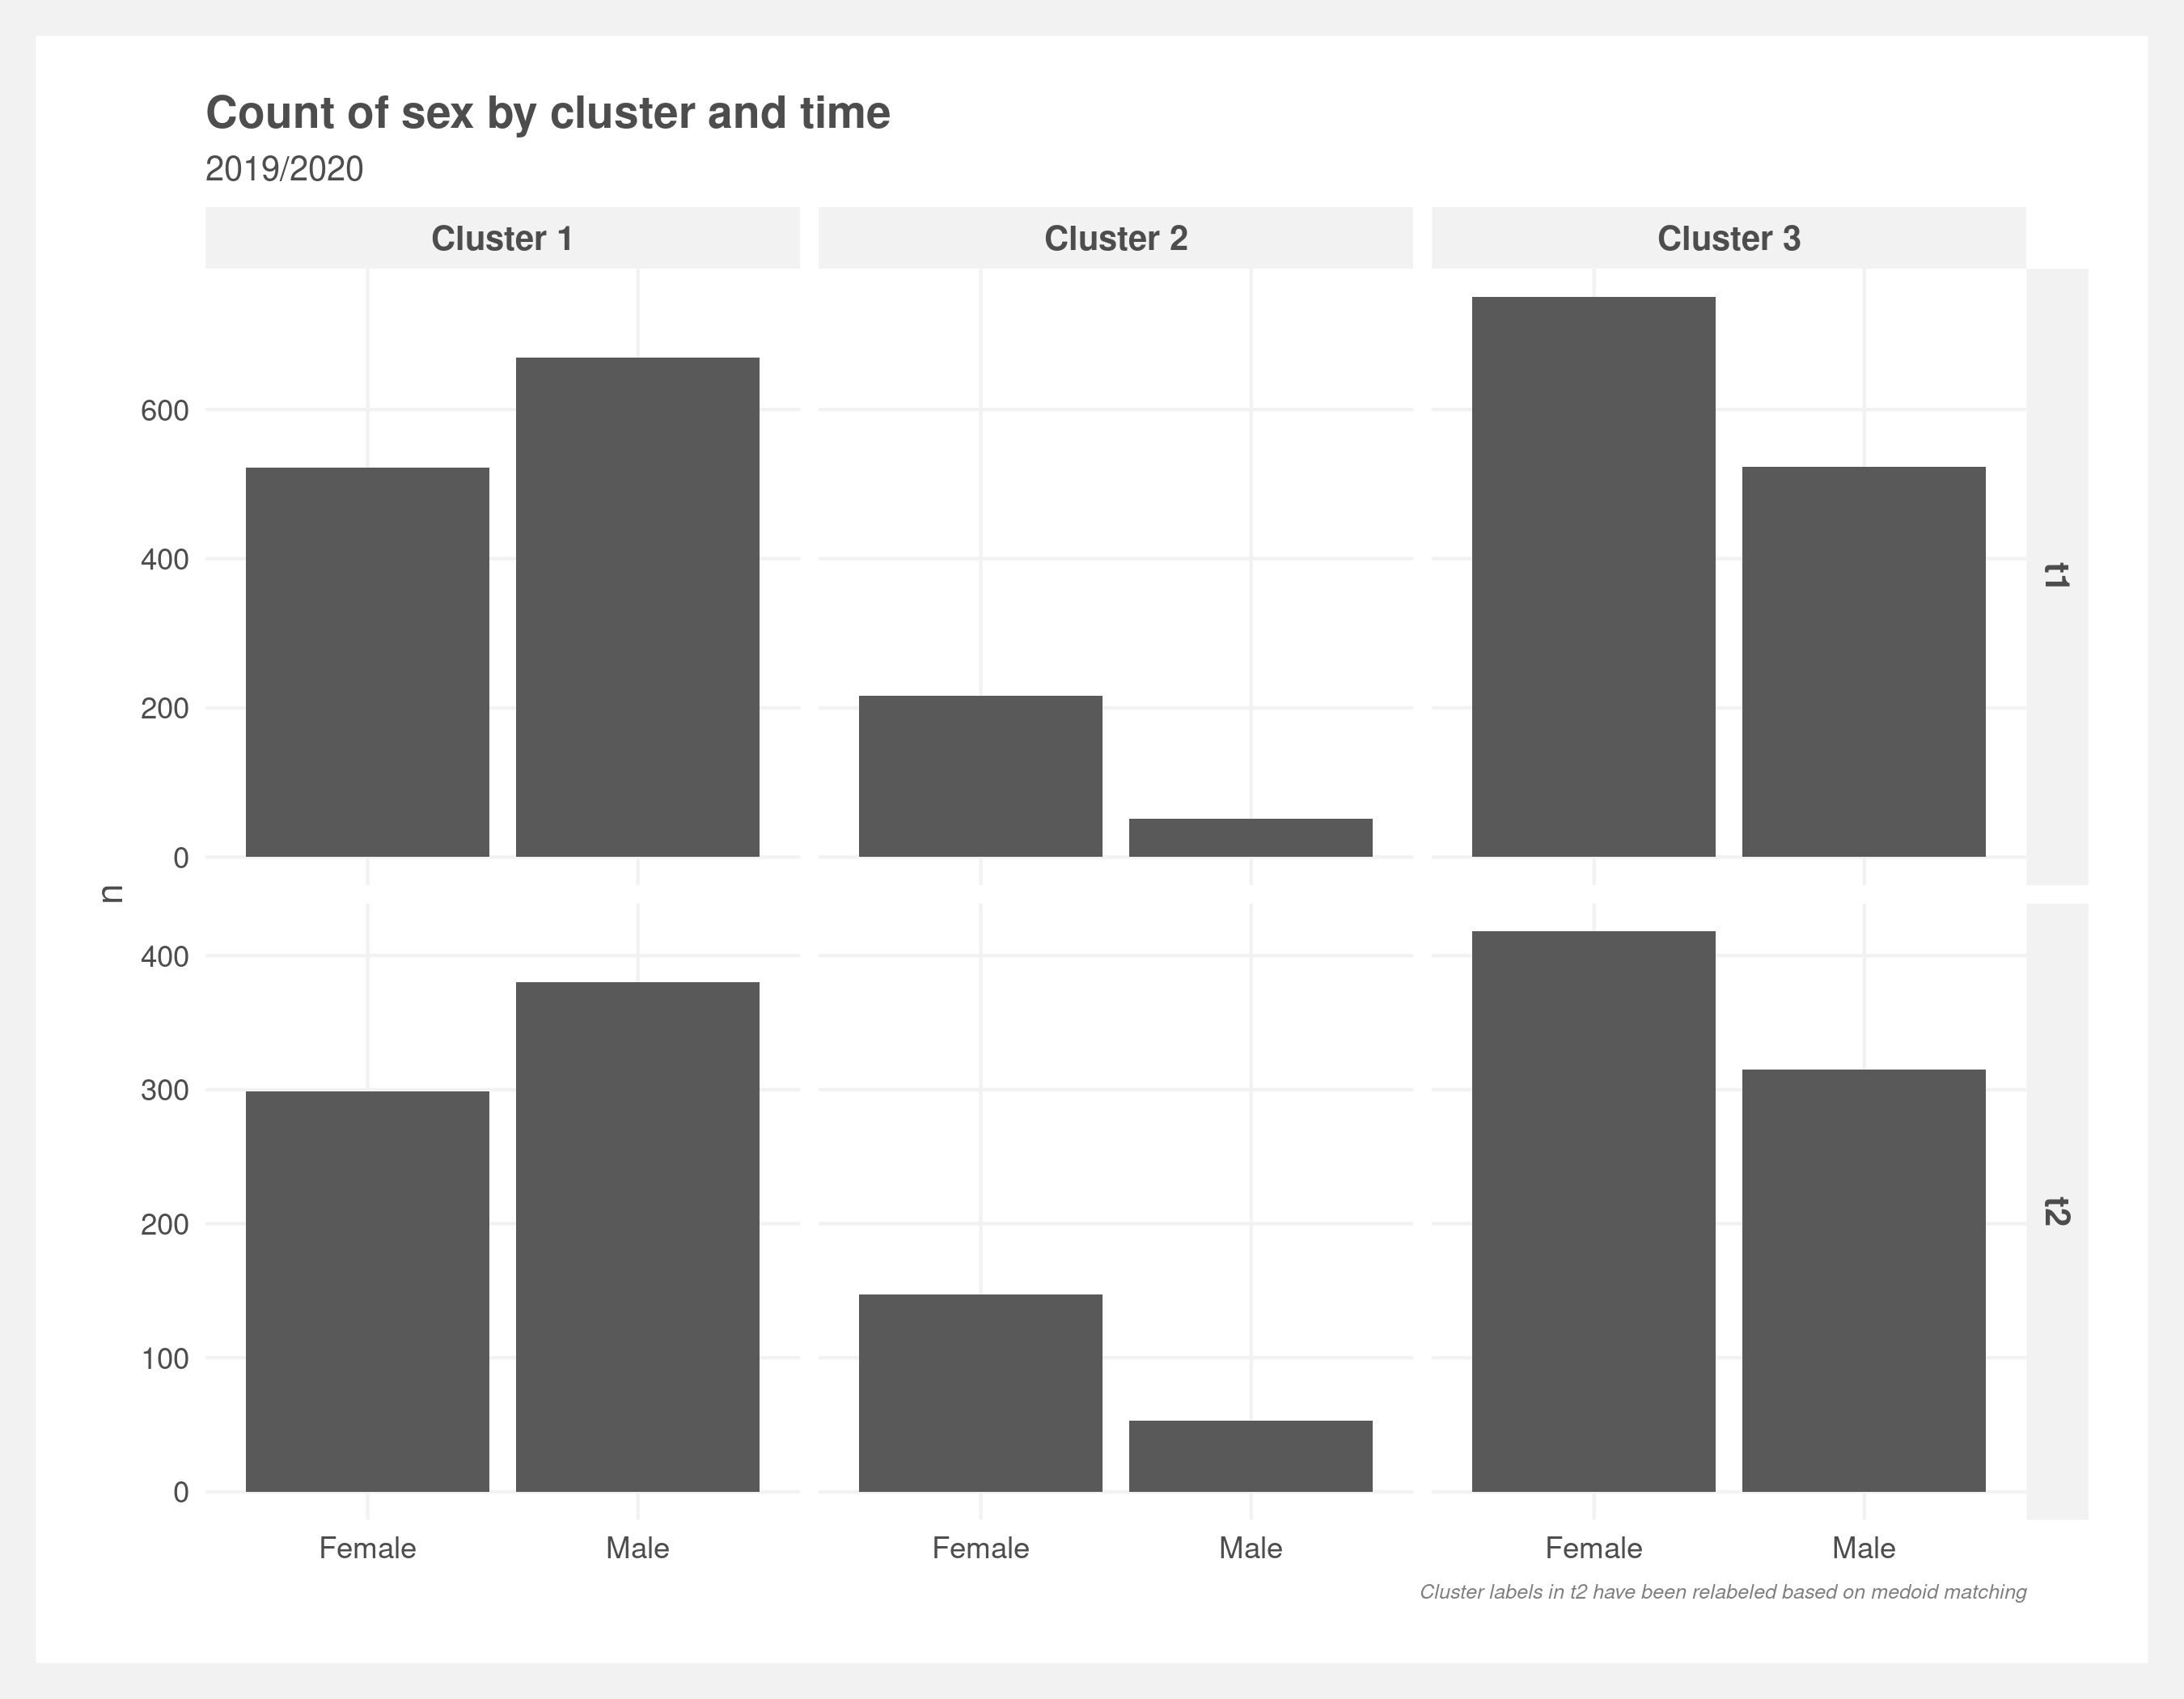 Count of sex by cluster and time
2019/2020
Cluster 1 Cluster 2 Cluster 3
600
400
200
0
t1
n
400
300
200
100
0
t2
Female Male Female Male Female Male
Cluster labels in t2 have been relabeled based on medoid matching